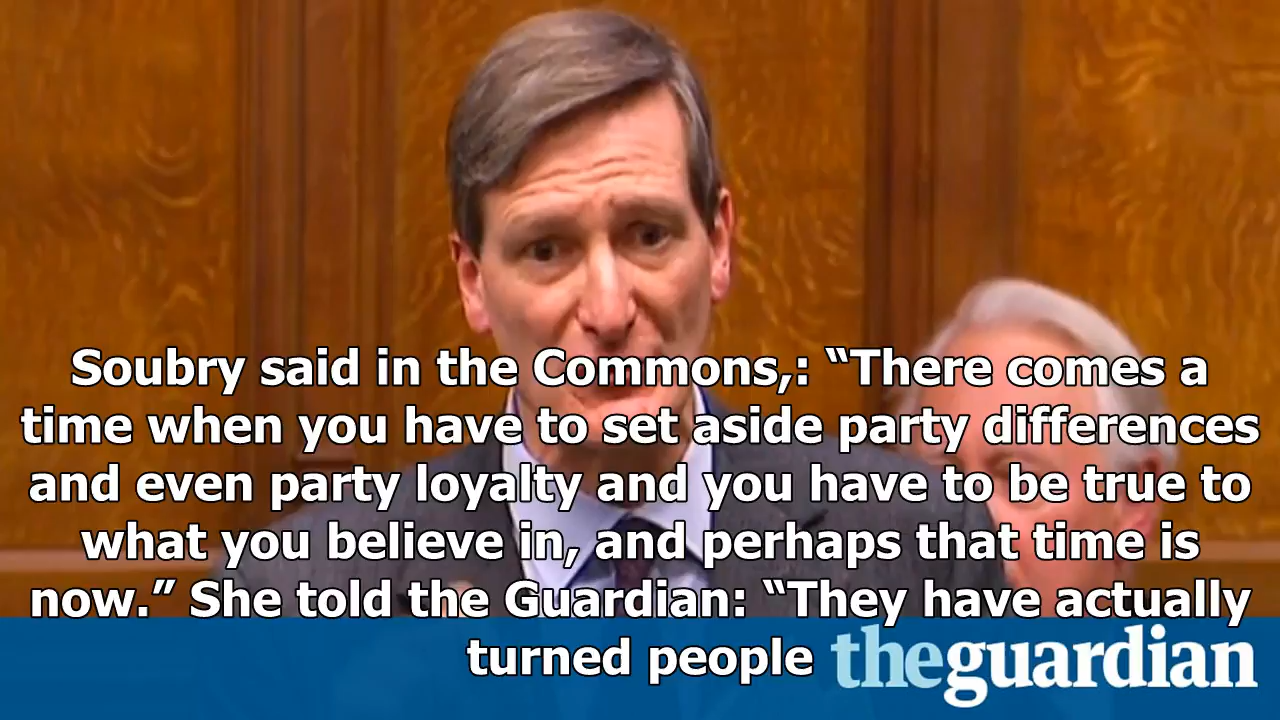 Soubry said in the Commons,: “There comes a
time when you have to set aside party differences
and even party loyalty and you have to be true to
what you believe in, and perhaps that time is
now.” She told the Guardian: “They have actually
turned people
theguardian